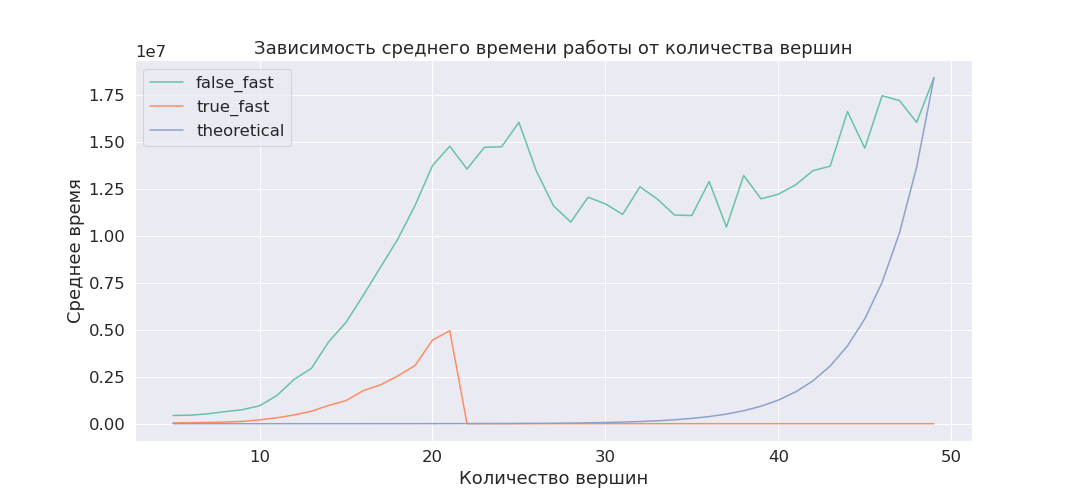 Зависимость среднего времени работы от количества вершин
1e7
false_fast
true_fast
theoretical
1.75
1.50
1.25
1.00
0.75
0.50
0.25
0.00
Среднее время
10
20
30
40
50
Количество вершин